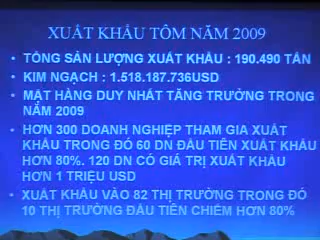 XUẤT KHẨU TÔM NĂM 2009
• TỔNG SẢN LƯỢNG XUẤT KHẨU : 190.490 TẤN
• KIM NGẠCH : 1.518.187.736USD
• MẶT HÀNG DUY NHẤT TĂNG TRƯỞNG TRONG
NĂM 2009
• HƠN 300 DOANH NGHIỆP THAM GIA XUẤT
KHẨU TRONG ĐÓ 60 DN ĐẦU TIÊN XUẤT KHẨU
HƠN 80%. 120 DN CÓ GIÁ TRỊ XUẤT KHẨU
HƠN 1 TRIỆU USD
• XUẤT KHẨU VÀO 82 THỊ TRƯỜNG TRONG ĐÓ
10 THỊ TRƯỜNG ĐẦU TIÊN CHIẾM HƠN 80%